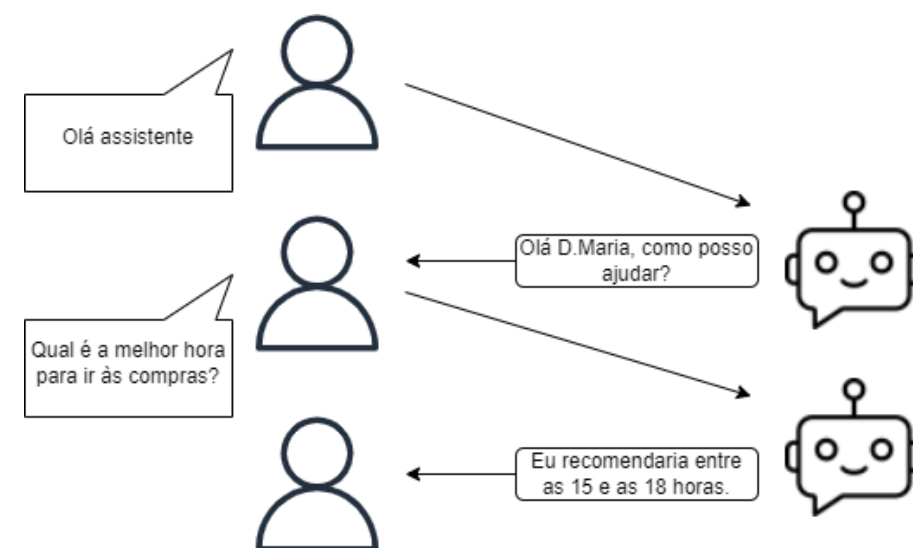 Olá assistente
Olá D.Maria, como posso
ajudar?
Qual é a melhor hora
para ir às compras?
Eu recomendaria entre
as 15 e as 18 horas.